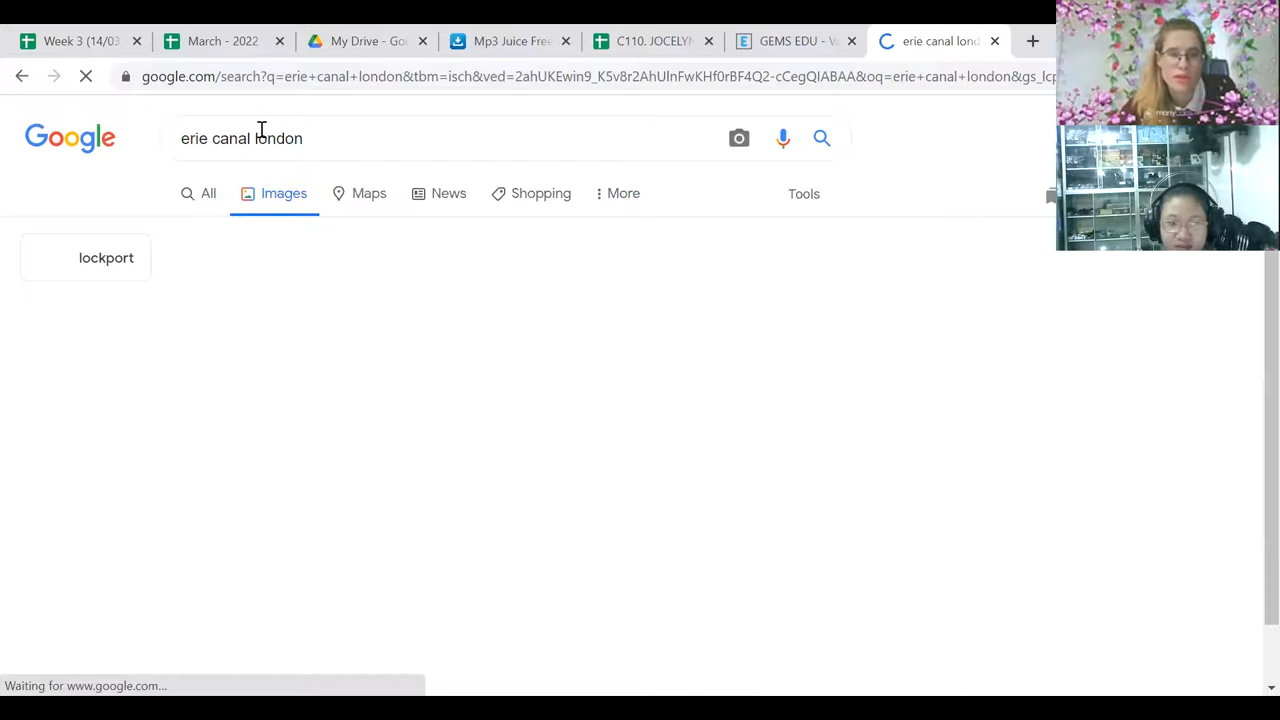 Week 3 (14/03
March - 2022
My Drive - Goo
Mp3 Juice Free
C110. JOCELYN
GEMS EDU - V
erie canal lond
google.com/search?q=erie+canal+london&tbm=isch&ved=2ahUKEwin9_K5v8r2AhUlnFwKHf0rBF4Q2-cCegQIABAA&oq=erie+canal+london&gs_lcp
Google
erie canal london
All
Images
Maps
News
Shopping
More
Tools
lockport
Waiting for www.google.com...